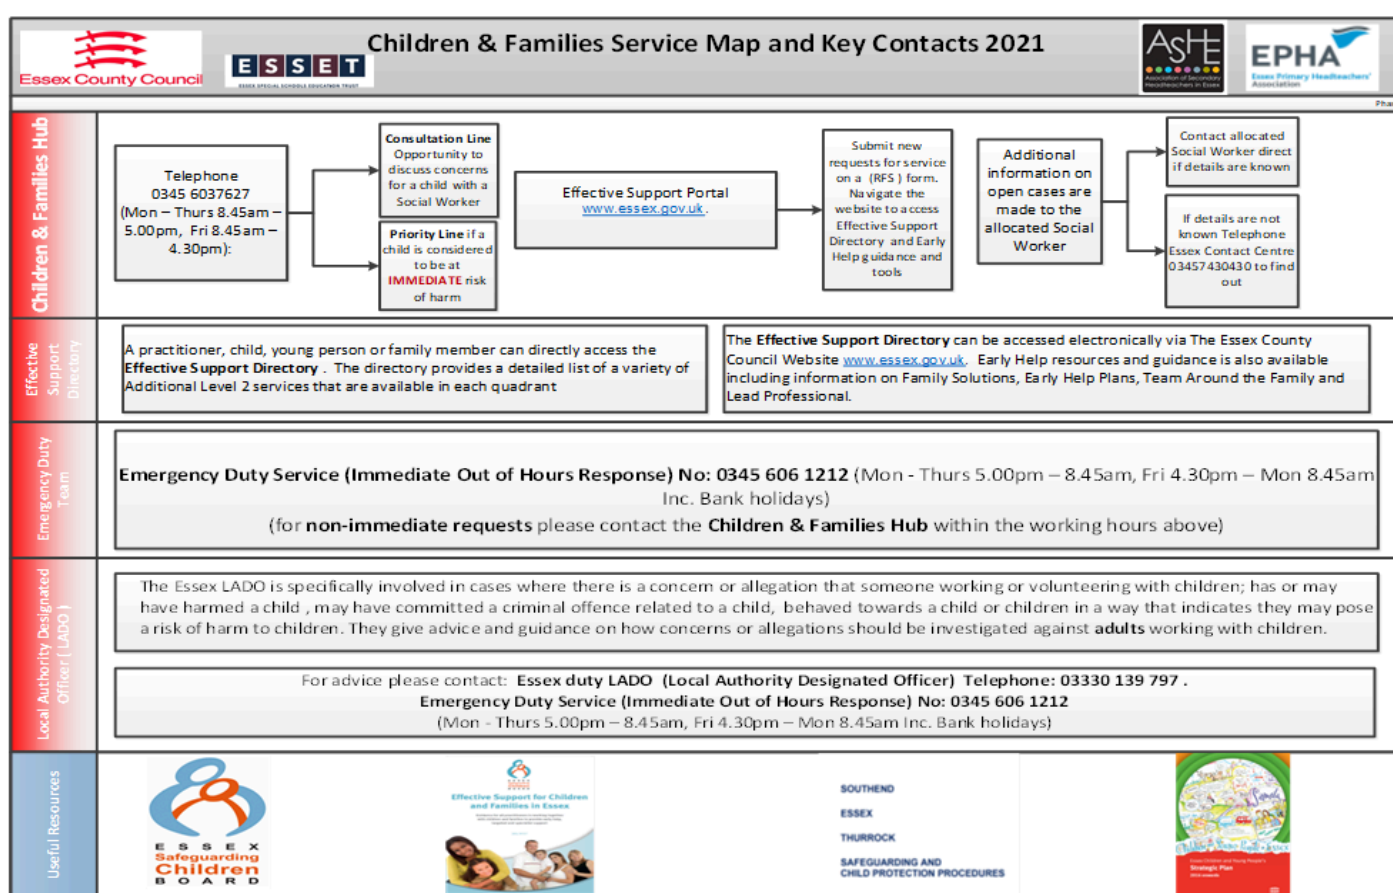 Essex County Council
ESSET
ESSEX SPECIAL SCHOOLS EDUCATION TRUST
Children & Families Service Map and Key Contacts 2021
ASHE
Association of Secondary
Headteachers in Essex
EPHA
Essex Primary Headteachers'
Association
Phar
Children & Families Hub
Telephone
0345 6037627
(Mon – Thurs 8.45am –
5.00pm, Fri 8.45am –
4.30pm):
Consultation Line
Opportunity to
discuss concerns
for a child with a
Social Worker
Priority Line if a
child is considered
to be at
IMMEDIATE risk
of harm
Effective Support Portal
www.essex.gov.uk .
Submit new
requests for service
on a (RFS ) form.
Navigate the
website to access
Effective Support
Directory and Early
Help guidance and
tools
Additional
information on
open cases are
made to the
allocated Social
Worker
Contact allocated
Social Worker direct
if details are known
If details are not
known Telephone
Essex Contact Centre
03457430430 to find
out
Effective
Support
Directory
A practitioner, child, young person or family member can directly access the
Effective Support Directory . The directory provides a detailed list of a variety of
Additional Level 2 services that are available in each quadrant
The Effective Support Directory can be accessed electronically via The Essex County
Council Website www.essex.gov.uk. Early Help resources and guidance is also available
including information on Family Solutions, Early Help Plans, Team Around the Family and
Lead Professional.
Emergency Duty
Team
Emergency Duty Service (Immediate Out of Hours Response) No: 0345 606 1212 (Mon - Thurs 5.00pm – 8.45am, Fri 4.30pm – Mon 8.45am
Inc. Bank holidays)
(for non-immediate requests please contact the Children & Families Hub within the working hours above)
Local Authority Designated
Officer ( LADO )
The Essex LADO is specifically involved in cases where there is a concern or allegation that someone working or volunteering with children; has or may
have harmed a child , may have committed a criminal offence related to a child, behaved towards a child or children in a way that indicates they may pose
a risk of harm to children. They give advice and guidance on how concerns or allegations should be investigated against adults working with children.
For advice please contact: Essex duty LADO (Local Authority Designated Officer) Telephone: 03330 139 797 .
Emergency Duty Service (Immediate Out of Hours Response) No: 0345 606 1212
(Mon - Thurs 5.00pm – 8.45am, Fri 4.30pm – Mon 8.45am Inc. Bank holidays)
Useful Resources
ESSEX
Safeguarding
Children
BOARD
Effective Support for Children
and Families in Essex
SOUTHEND
ESSEX
THURROCK
SAFEGUARDING AND
CHILD PROTECTION PROCEDURES
Essex Children and Young People's
Strategic Plan